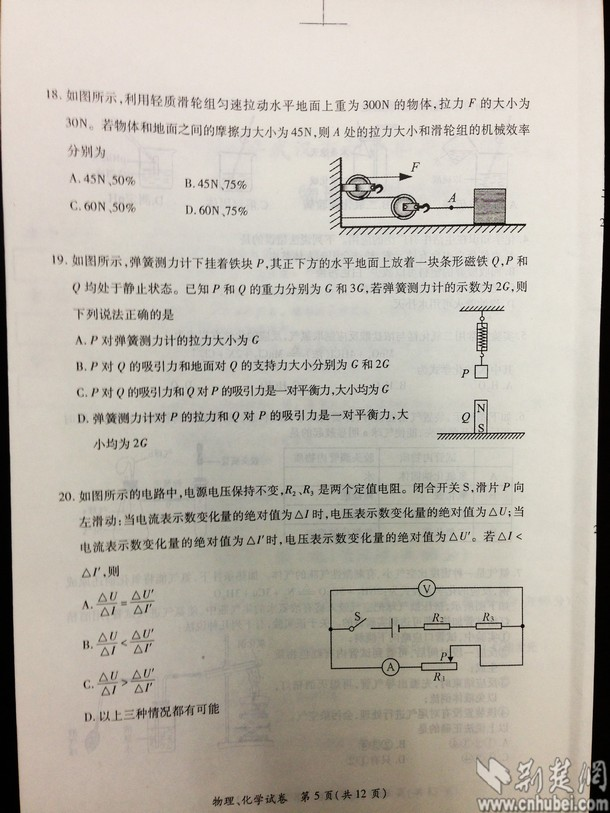 18. 如图所示,利用轻质滑轮组匀速拉动水平地面上重为300N的物体,拉力F的大小为
30N。若物体和地面之间的摩擦力大小为45N,则A处的拉力大小和滑轮组的机械效率
分别为
A. 45N、50%  B. 45N、75%
C. 60N、50%  D. 60N、75%
F
A
19. 如图所示,弹簧测力计下挂着铁块P,其正下方的水平地面上放着一块条形磁铁Q,P和
Q均处于静止状态。已知P和Q的重力分别为G和3G,若弹簧测力计的示数为2G,则
下列说法正确的是
A. P对弹簧测力计的拉力大小为G
B. P对Q的吸引力和地面对Q的支持力大小分别为G和2G
C. P对Q的吸引力和Q对P的吸引力是一对平衡力,大小均为G
D. 弹簧测力计对P的拉力和Q对P的吸引力是一对平衡力,大
小均为2G
P
Q
N
S
20. 如图所示的电路中,电源电压保持不变,R₂、R₃是两个定值电阻。闭合开关S,滑片P向
左滑动:当电流表示数变化量的绝对值为△I时,电压表示数变化量的绝对值为△U;当
电流表示数变化量的绝对值为△I′时,电压表示数变化量的绝对值为△U′。若△I<
△I′,则
A. △U/△I=△U′/△I′
B. △U/△I<△U′/△I′
C. △U/△I>△U′/△I′
D. 以上三种情况都有可能
V
S
R₂
R₃
A
P
R₁
物理、化学试卷 第5页(共12页)
荆楚网
www.cnhubei.com